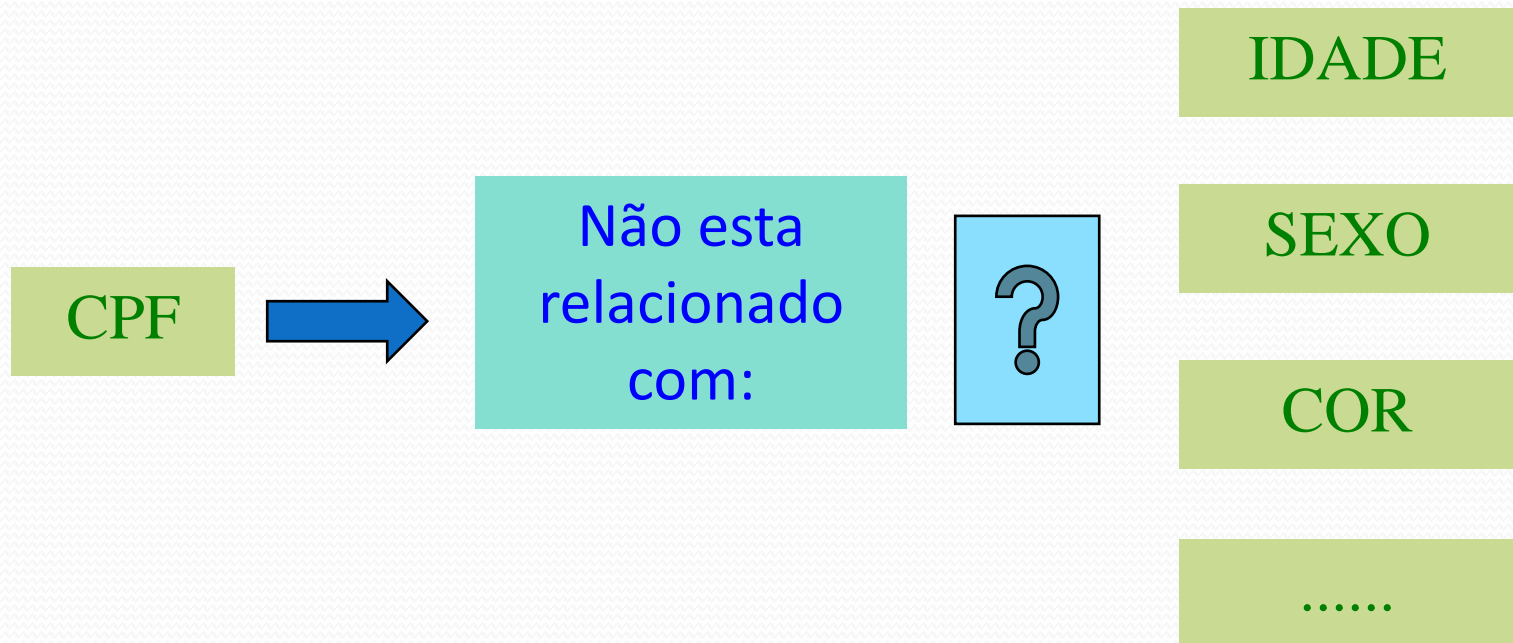 CPF
Não esta
relacionado
com:
?
IDADE
SEXO
COR
......